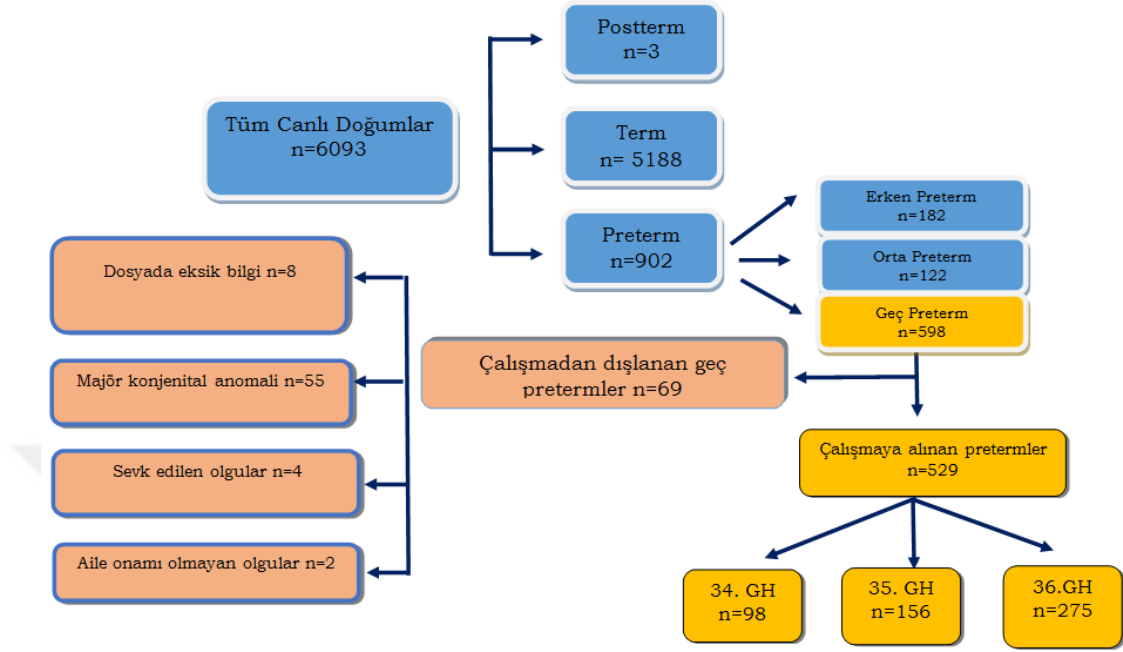 Postterm
n=3
Tüm Canlı Doğumlar
n=6093
Term
n= 5188
Preterm
n=902
Erken Preterm
n=182
Orta Preterm
n=122
Geç Preterm
n=598
Çalışmadan dışlanan geç
pretermler n=69
Dosyada eksik bilgi n=8
Majör konjenital anomali n=55
Sevk edilen olgular n=4
Aile onamı olmayan olgular n=2
Çalışmaya alınan pretermler
n=529
34. GH
n=98
35. GH
n=156
36.GH
n=275